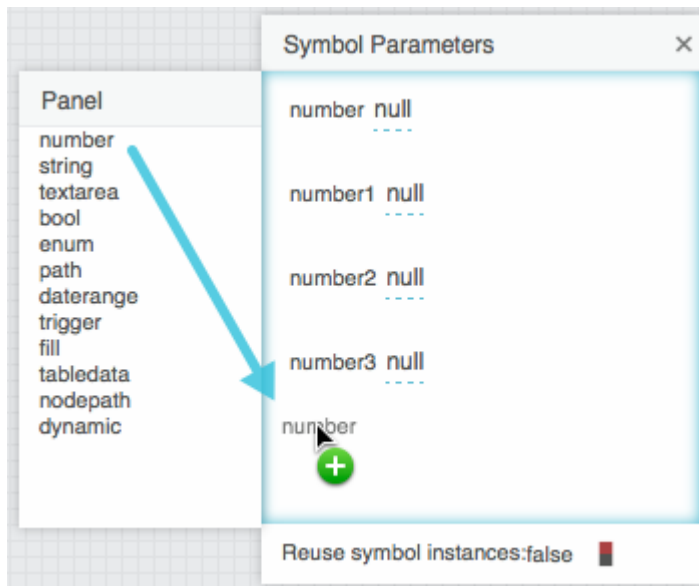 Symbol Parameters ×
Panel
number
string
textarea
bool
enum
path
daterange
trigger
fill
tabledata
nodepath
dynamic
number null
number1 null
number2 null
number3 null
number
Reuse symbol instances:false